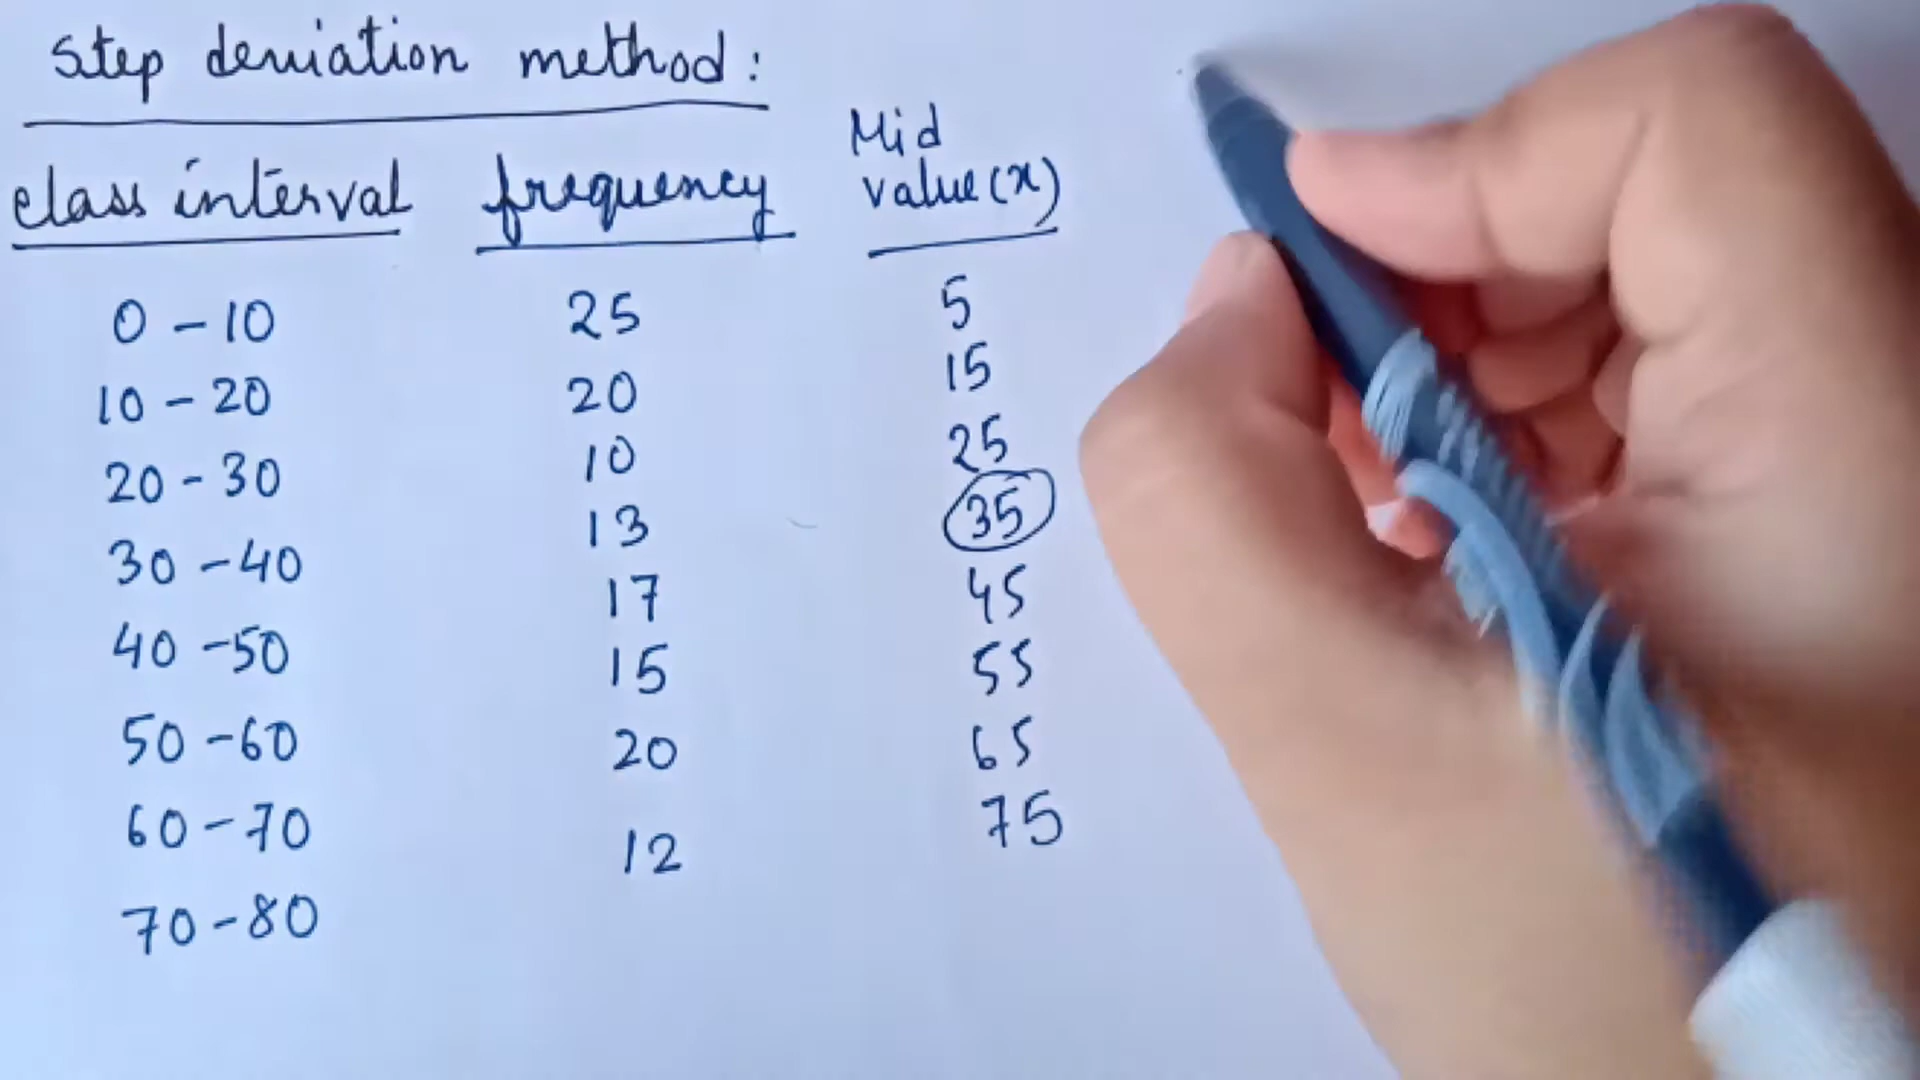 Step deviation method:
class interval frequency Mid value(x)
0-10 25 5
10-20 20 15
20-30 10 25
30-40 13 35
40-50 17 45
50-60 15 55
60-70 20 65
70-80 12 75